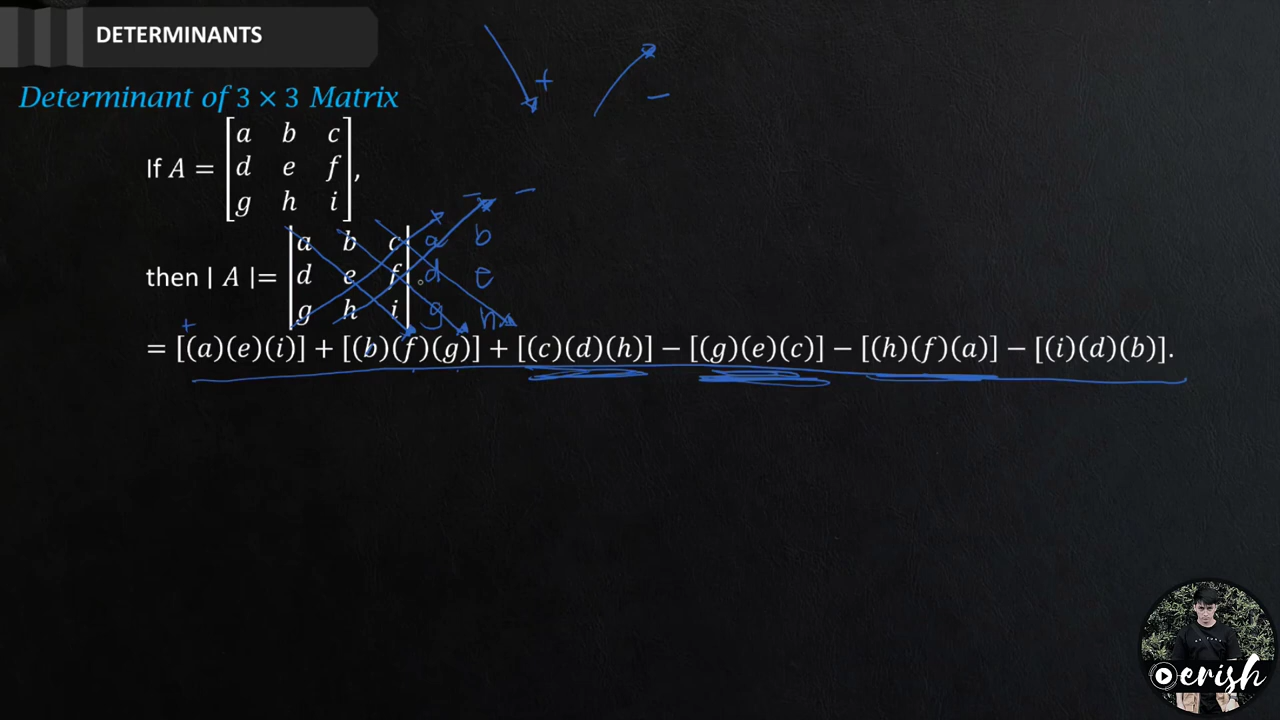 DETERMINANTS
Determinant of 3 × 3 Matrix
+ −
a b c
If A = d e f ,
g h i
− −
a b c a b
then | A |= d e f d e
g h i g h
+
= [(a)(e)(i)] + [(b)(f)(g)] + [(c)(d)(h)] − [(g)(e)(c)] − [(h)(f)(a)] − [(i)(d)(b)].
erish